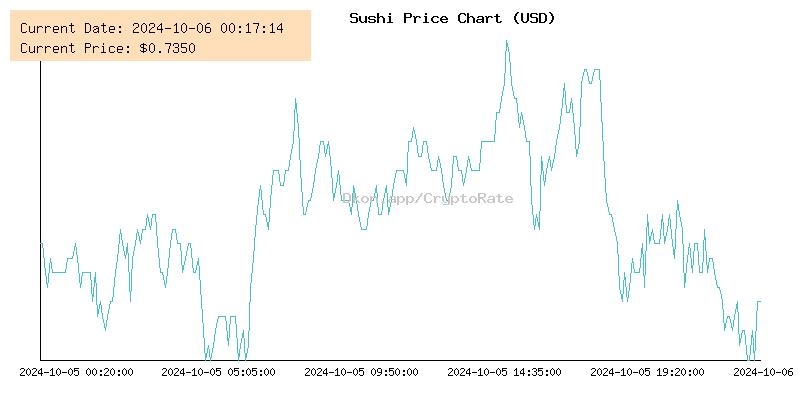 Sushi Price Chart (USD)
Current Date: 2024-10-06 00:17:14
Current Price: $0.7350
Dkon.app/CryptoRate
2024-10-05 00:20:00 2024-10-05 05:05:00 2024-10-05 09:50:00 2024-10-05 14:35:00 2024-10-05 19:20:00 2024-10-06